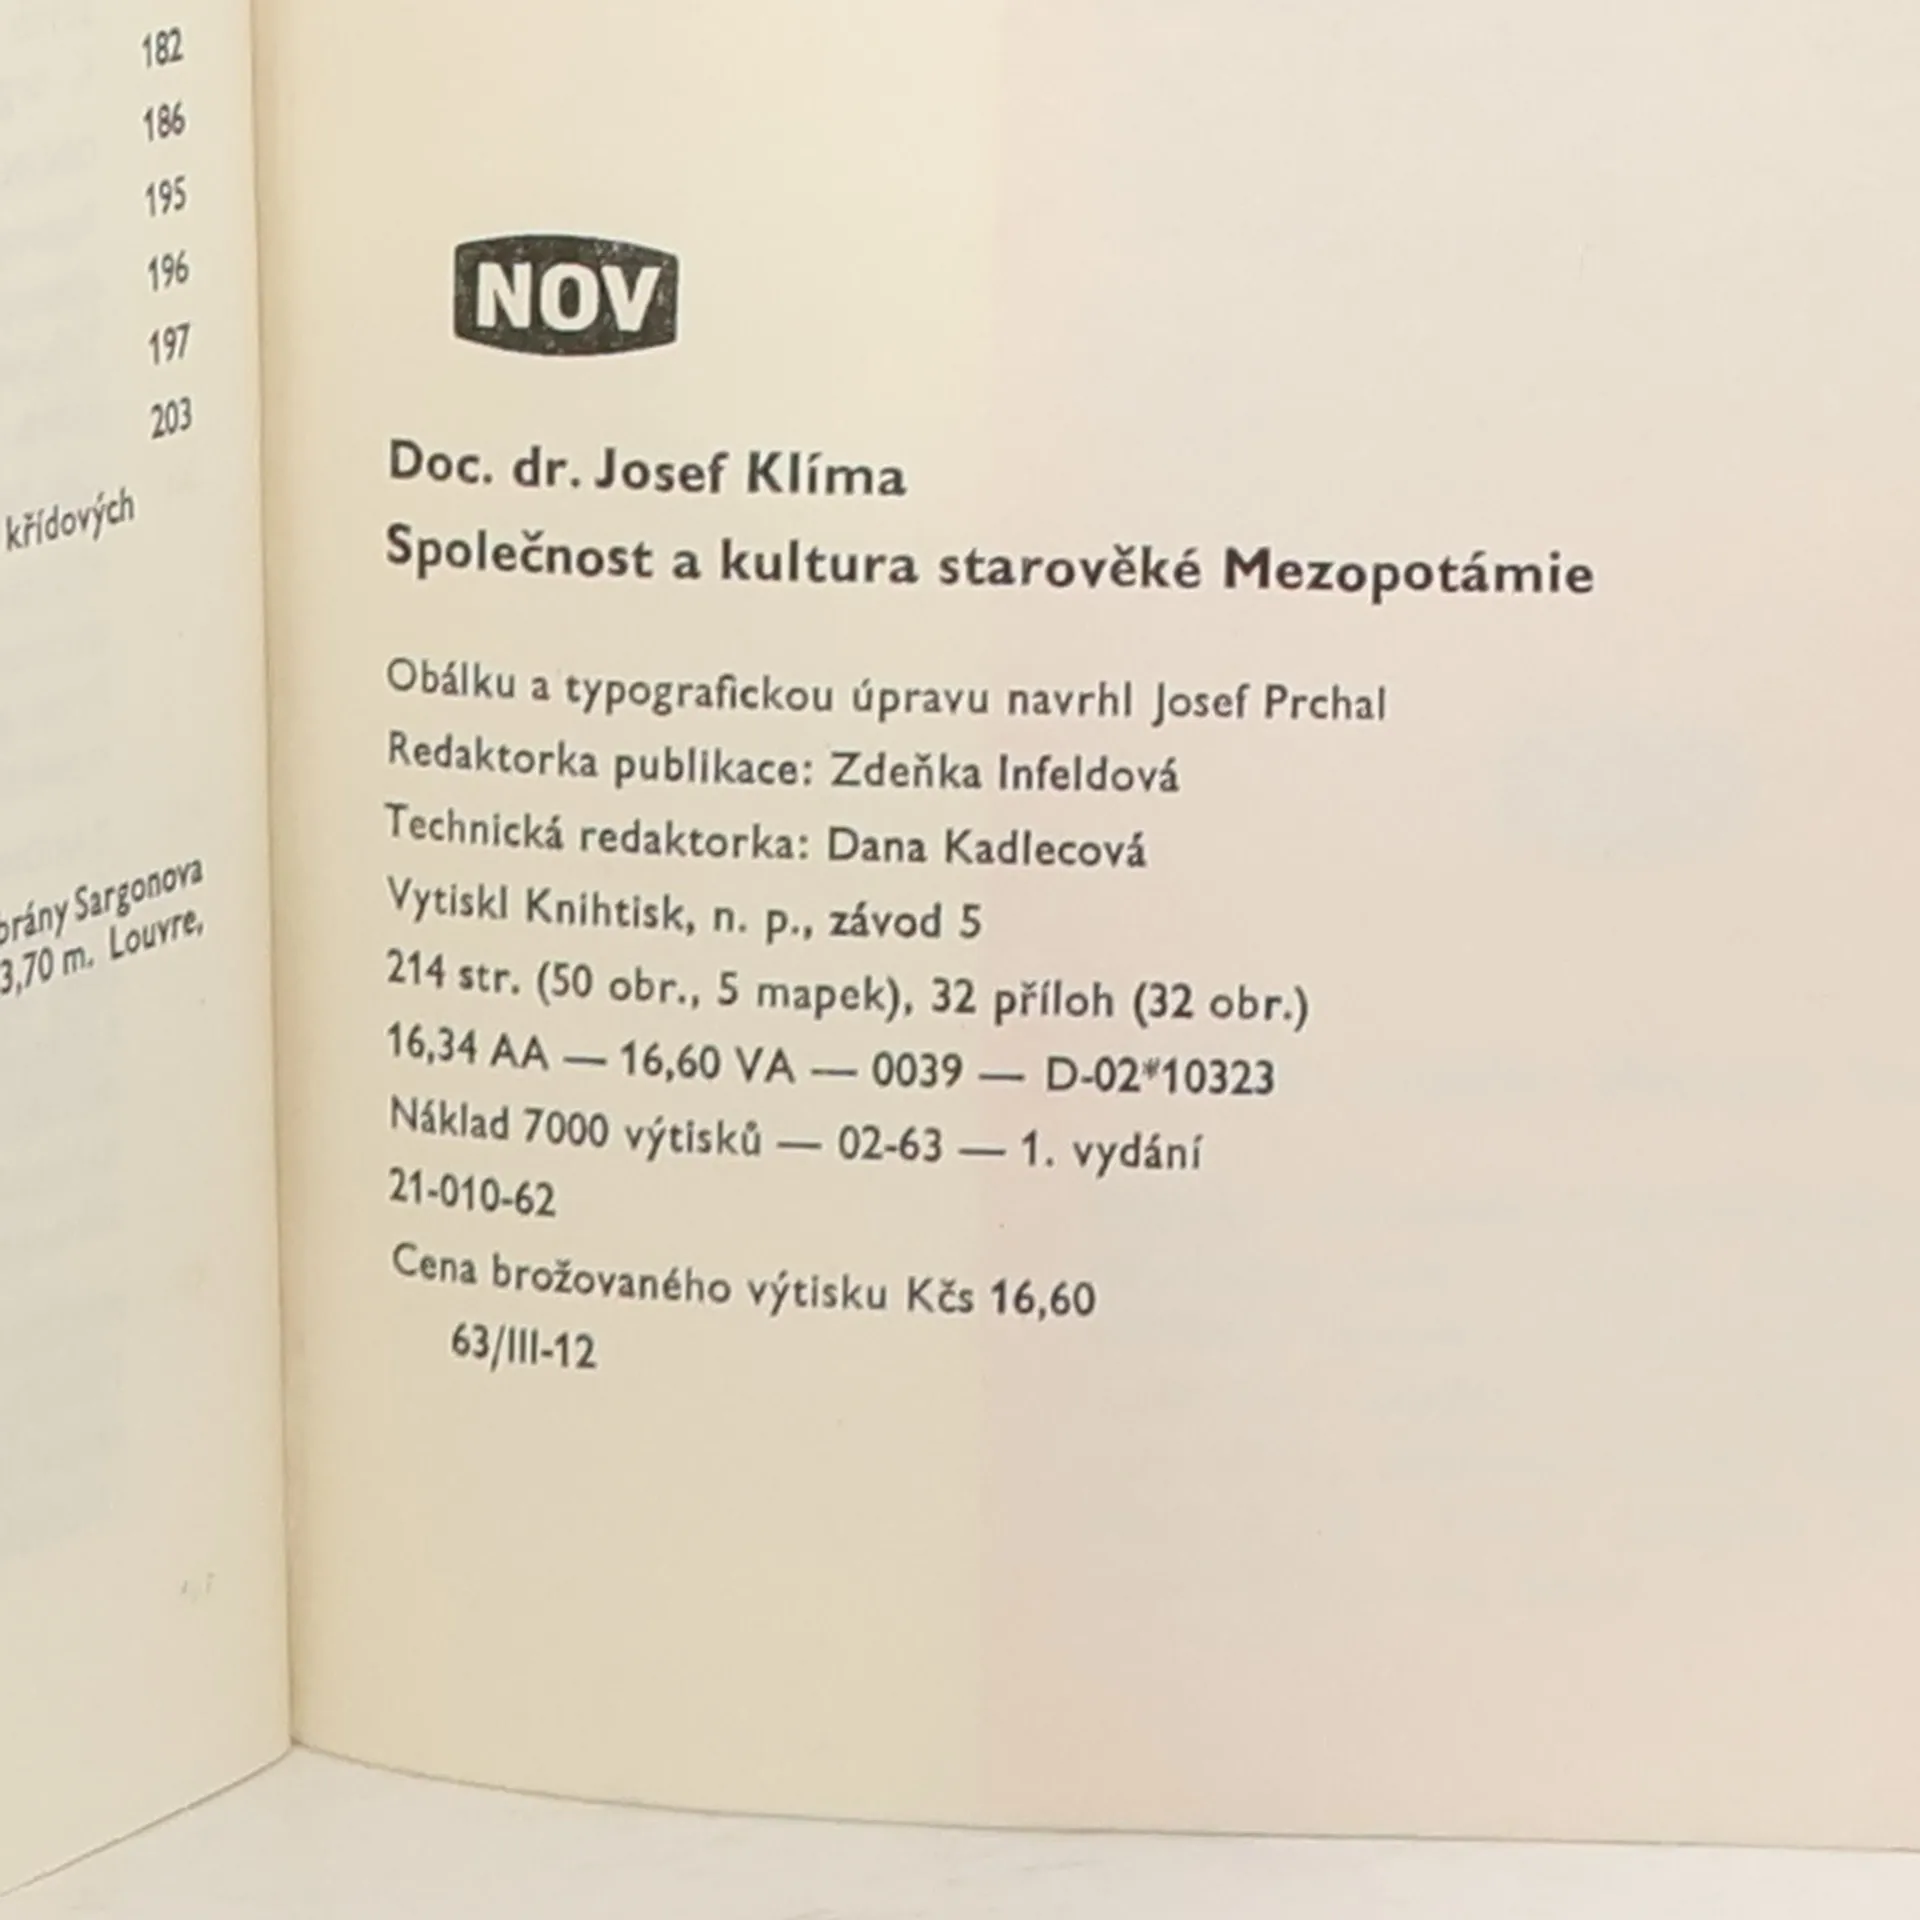 182
186
195
196
197
203
křídových
brány Sargonova
3,70 m. Louvre,
NOV
Doc. dr. Josef Klíma
Společnost a kultura starověké Mezopotámie
Obálku a typografickou úpravu navrhl Josef Prchal
Redaktorka publikace: Zdeňka Infeldová
Technická redaktorka: Dana Kadlecová
Vytiskl Knihtisk, n. p., závod 5
214 str. (50 obr., 5 mapek), 32 příloh (32 obr.)
16,34 AA — 16,60 VA — 0039 — D-02*10323
Náklad 7000 výtisků — 02-63 — 1. vydání
21-010-62
Cena brožovaného výtisku Kčs 16,60
63/III-12